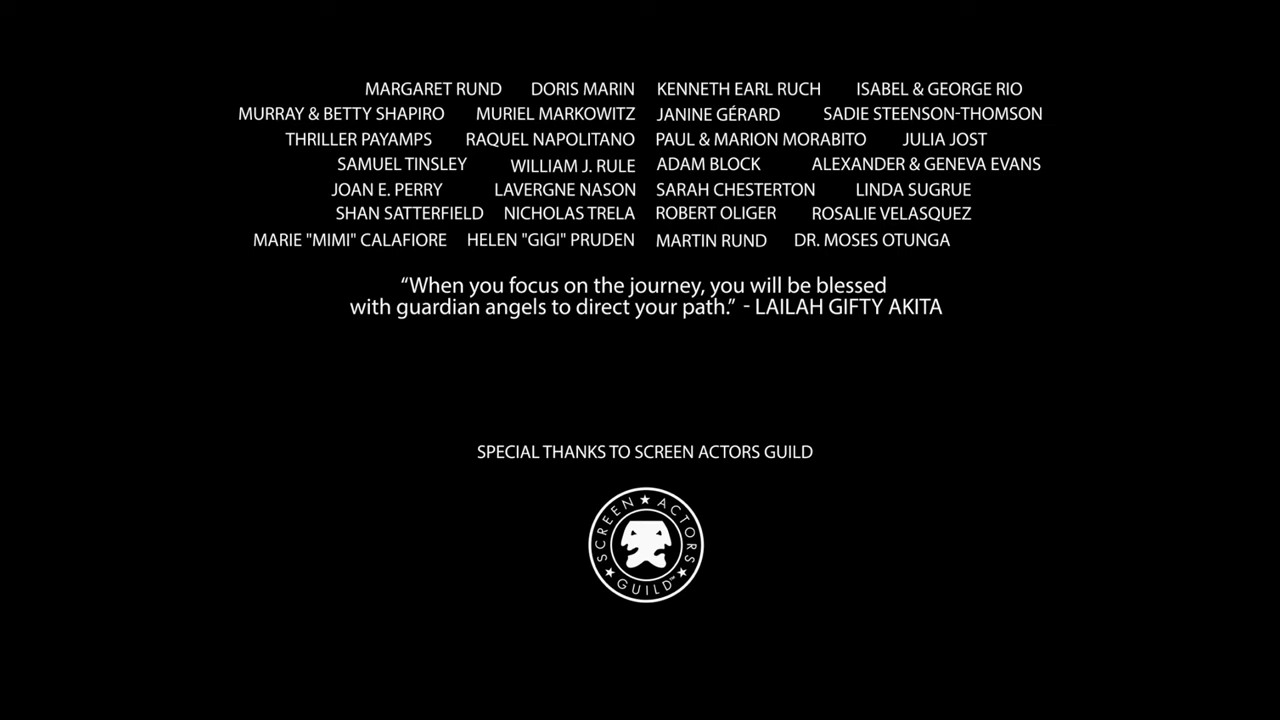 MARGARET RUND DORIS MARIN KENNETH EARL RUCH ISABEL & GEORGE RIO
MURRAY & BETTY SHAPIRO MURIEL MARKOWITZ JANINE GÉRARD SADIE STEENSON-THOMSON
THRILLER PAYAMPS RAQUEL NAPOLITANO PAUL & MARION MORABITO JULIA JOST
SAMUEL TINSLEY WILLIAM J. RULE ADAM BLOCK ALEXANDER & GENEVA EVANS
JOAN E. PERRY LAVERGNE NASON SARAH CHESTERTON LINDA SUGRUE
SHAN SATTERFIELD NICHOLAS TRELA ROBERT OLIGER ROSALIE VELASQUEZ
MARIE "MIMI" CALAFIORE HELEN "GIGI" PRUDEN MARTIN RUND DR. MOSES OTUNGA
“When you focus on the journey, you will be blessed
with guardian angels to direct your path.” - LAILAH GIFTY AKITA
SPECIAL THANKS TO SCREEN ACTORS GUILD
SCREEN ★ ACTORS ★ GUILD™ ★